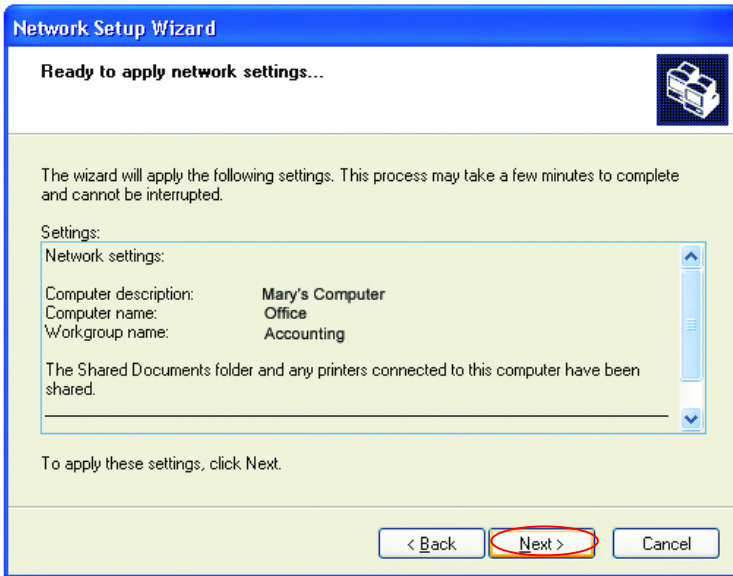 Network Setup Wizard
Ready to apply network settings...
The wizard will apply the following settings. This process may take a few minutes to complete
and cannot be interrupted.
Settings:
Network settings:
Computer description: Mary's Computer
Computer name: Office
Workgroup name: Accounting
The Shared Documents folder and any printers connected to this computer have been
shared.
To apply these settings, click Next.
< Back Next > Cancel